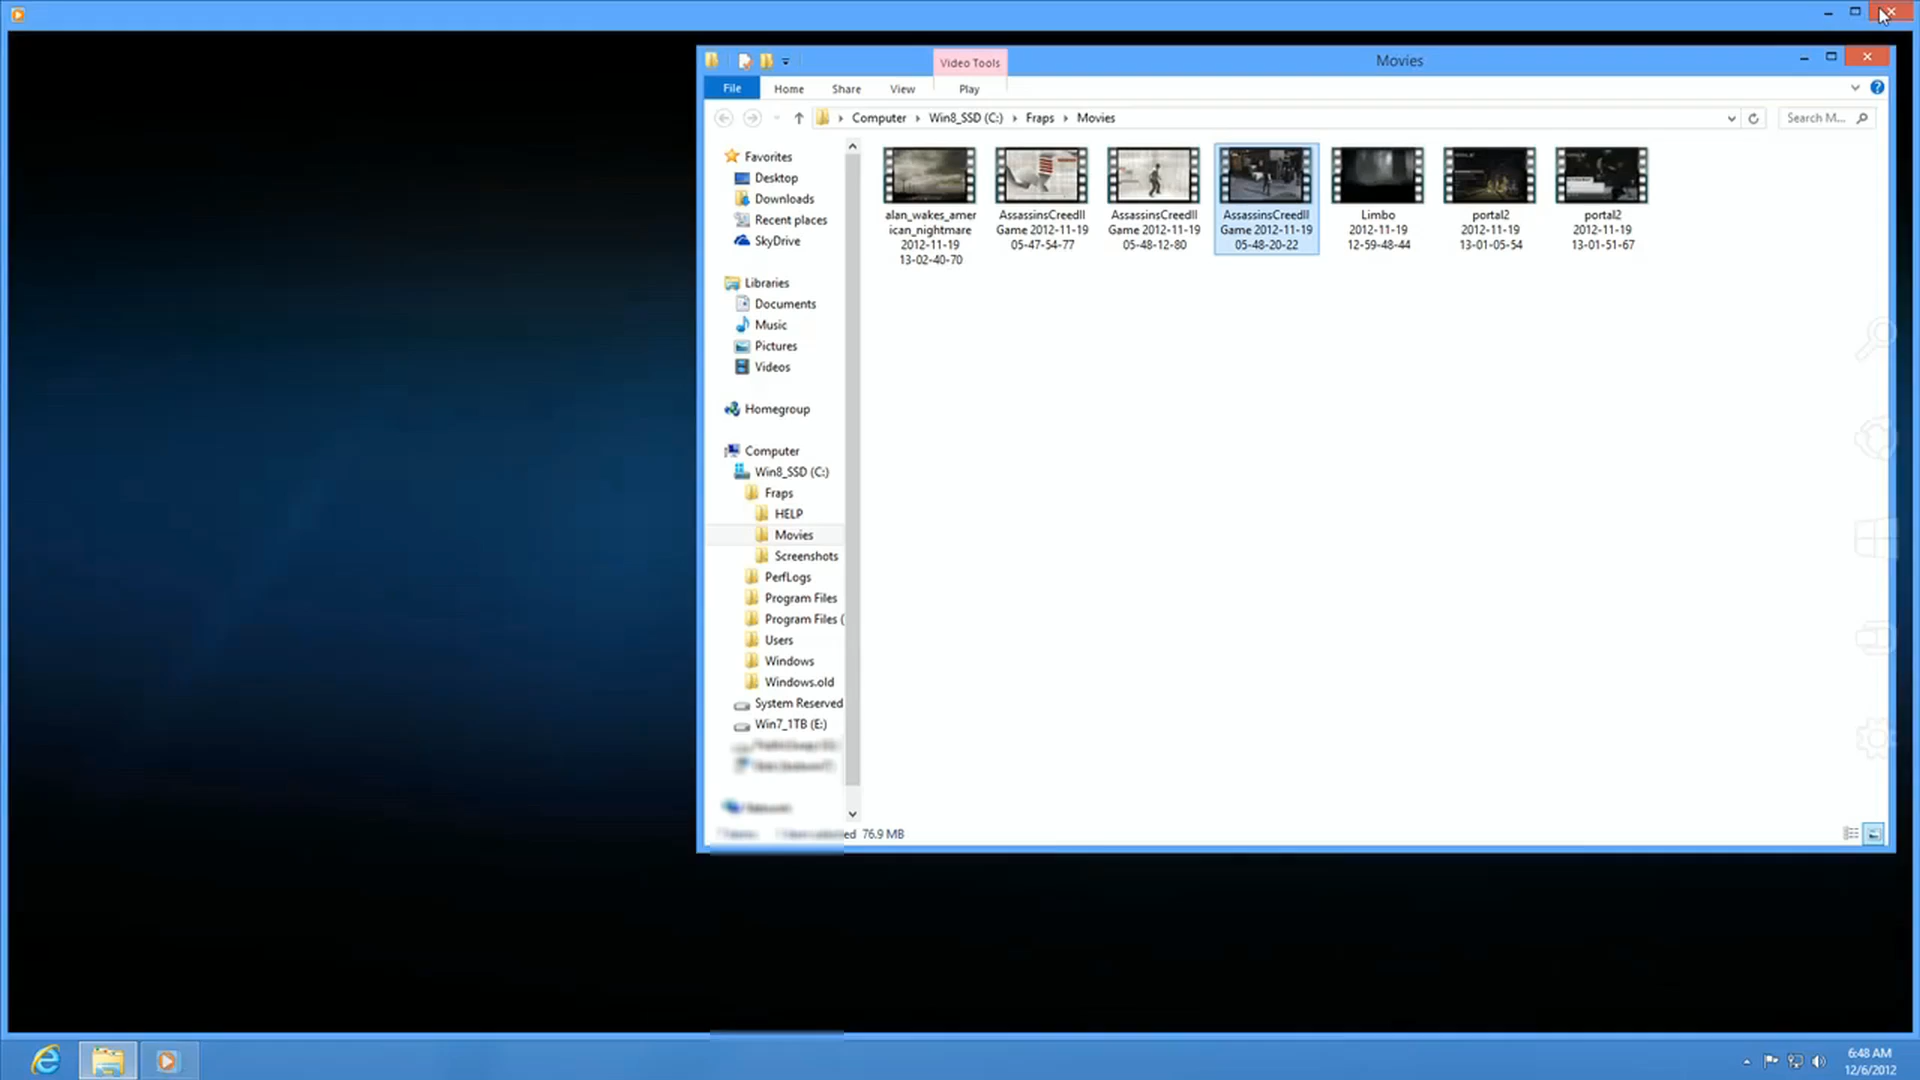 Video Tools
Movies
File
Home
Share
View
Play
Computer
Win8_SSD (C:)
Fraps
Movies
Search M...
Favorites
Desktop
Downloads
Recent places
SkyDrive
Libraries
Documents
Music
Pictures
Videos
Homegroup
Computer
Win8_SSD (C:)
Fraps
HELP
Movies
Screenshots
PerfLogs
Program Files
Program Files (
Users
Windows
Windows.old
System Reserved
Win7_1TB (E:)
alan_wakes_amer
ican_nightmare
2012-11-19
13-02-40-70
AssassinsCreedII
Game 2012-11-19
05-47-54-77
AssassinsCreedII
Game 2012-11-19
05-48-12-80
AssassinsCreedII
Game 2012-11-19
05-48-20-22
Limbo
2012-11-19
12-59-48-44
portal2
2012-11-19
13-01-05-54
portal2
2012-11-19
13-01-51-67
76.9 MB
6:48 AM
12/6/2012